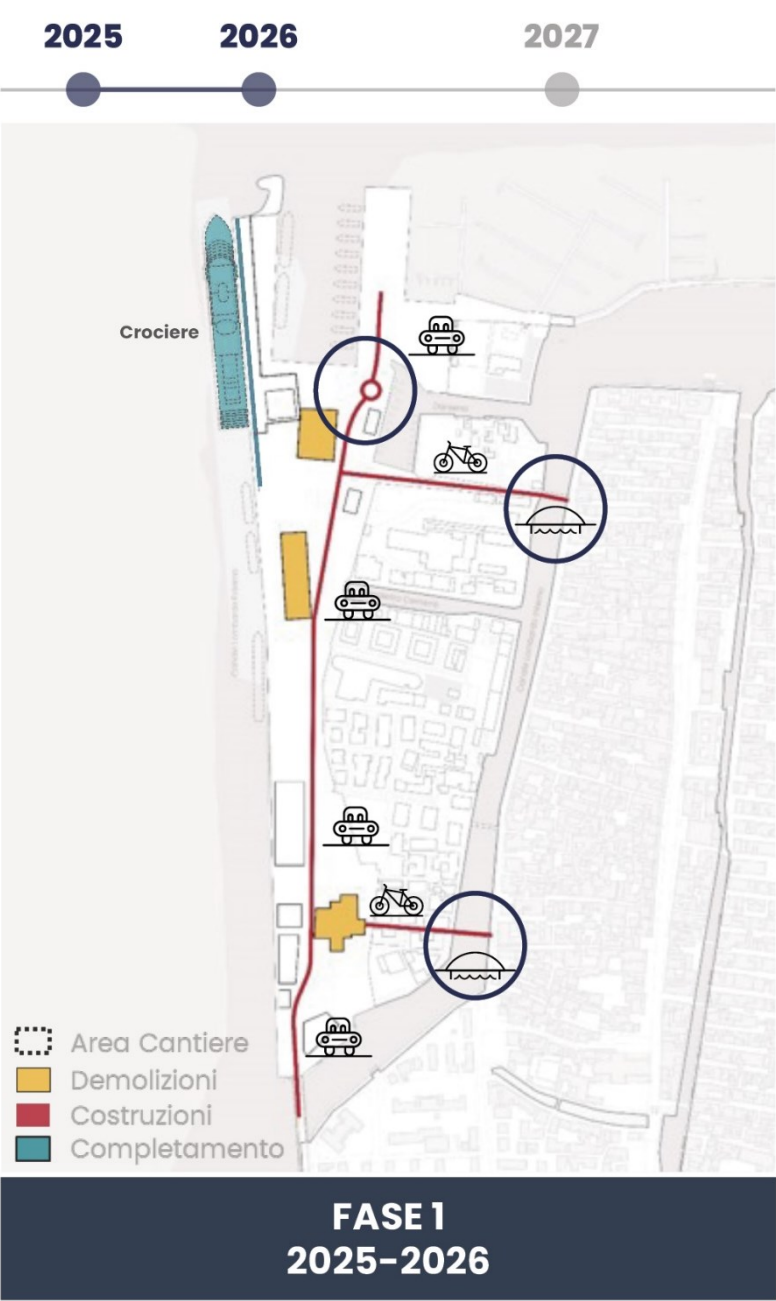 2025 2026 2027
Crociere
Area Cantiere
Demolizioni
Costruzioni
Completamento
FASE 1
2025-2026